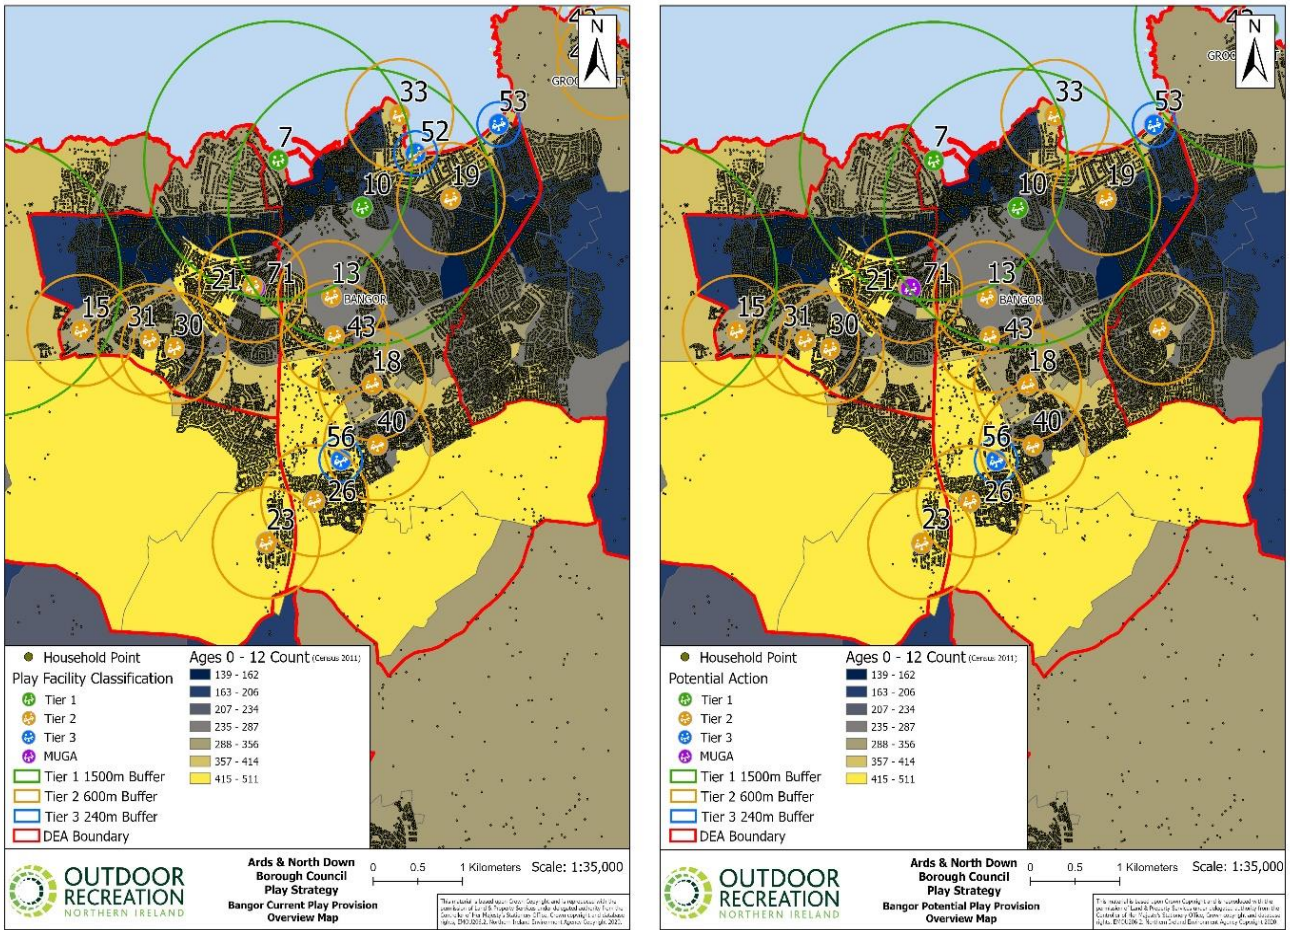 N
42
GROO
T
33
53
7
52
10
19
21
71
13
BANGOR
15
31
30
43
18
40
56
26
23
Household Point
Play Facility Classification
Tier 1
Tier 2
Tier 3
MUGA
Tier 1 1500m Buffer
Tier 2 600m Buffer
Tier 3 240m Buffer
DEA Boundary
Ages 0 - 12 Count (Census 2011)
139 - 162
163 - 206
207 - 234
235 - 287
288 - 356
357 - 414
415 - 511
OUTDOOR
RECREATION
NORTHERN IRELAND
Ards & North Down
Borough Council
Play Strategy
Bangor Current Play Provision
Overview Map
0 0.5 1 Kilometers
Scale: 1:35,000
N
GROO
T
33
53
7
10
19
21
71
13
BANGOR
15
31
30
43
18
40
56
26
23
Household Point
Potential Action
Tier 1
Tier 2
Tier 3
MUGA
Tier 1 1500m Buffer
Tier 2 600m Buffer
Tier 3 240m Buffer
DEA Boundary
Ages 0 - 12 Count (Census 2011)
139 - 162
163 - 206
207 - 234
235 - 287
288 - 356
357 - 414
415 - 511
OUTDOOR
RECREATION
NORTHERN IRELAND
Ards & North Down
Borough Council
Play Strategy
Bangor Potential Play Provision
Overview Map
0 0.5 1 Kilometers
Scale: 1:35,000